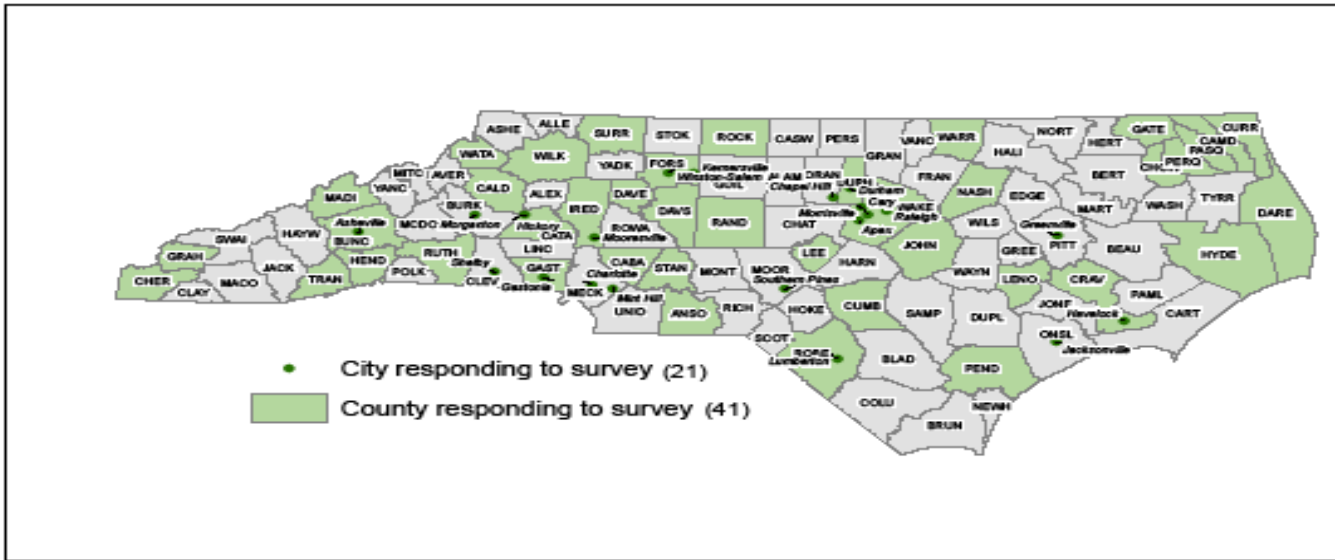 ASHE ALLE SURR STOK ROCK CASW PERS GRAN VANC WARR NORT HALI HERT GATE CURR
CAMD PASQ PERQ
WATA WILK YADK FORS Kernersville
Winston-Salem
MITC AVER YANC CALD ALEX DAVE IRED DAVS RAND
ORAN Chapel Hill Durham
Cary
WAKE
Raleigh
FRAN NASH EDGE BERT MART WASH TYRR DARE
MADI BURK Morganton Hickory
CATA
ROWA
Mooresville
Morrisville
CHAT Apex
JOHN WILS Greenville
PITT
BEAU HYDE
Asheville
BUNC
MCDO HAYW SWAI GRAH CHER CLAY MACO JACK TRAN HEND POLK RUTH Shelby
CLEV
LINC GAST
Gastonia
CABA
Charlotte
MECK Mint Hill
UNIO
STAN MONT MOOR
Southern Pines
LEE HARN WAYN GREE LENO CRAV PAML CART
Havelock
ANSO RICH HOKE SCOT CUMB SAMP DUPL ONSL
Jacksonville
Lumberton
BLAD PEND
COLU BRUN NEWH
City responding to survey (21)
County responding to survey (41)